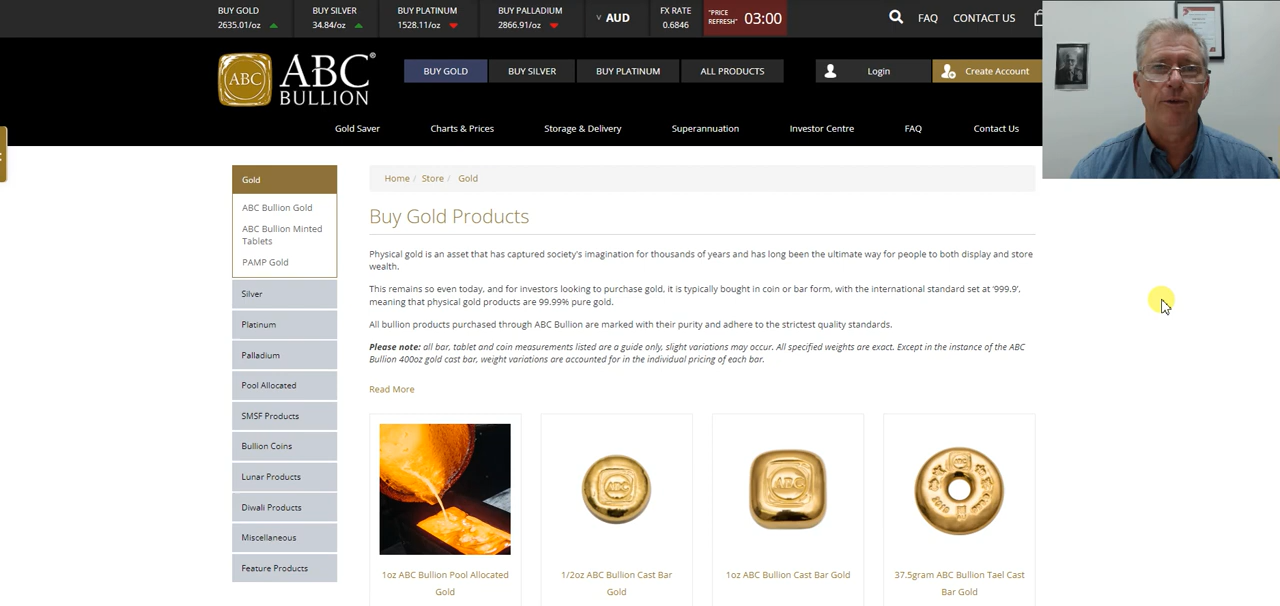 BUY GOLD
2635.01/oz
BUY SILVER
34.84/oz
BUY PLATINUM
1528.11/oz
BUY PALLADIUM
2866.91/oz
AUD
FX RATE
0.6846
"PRICE
REFRESH"
03:00
FAQ
CONTACT US
ABC
ABC
BULLION
®
BUY GOLD
BUY SILVER
BUY PLATINUM
ALL PRODUCTS
Login
Create Account
Gold Saver
Charts & Prices
Storage & Delivery
Superannuation
Investor Centre
FAQ
Contact Us
Gold
ABC Bullion Gold
ABC Bullion Minted
Tablets
PAMP Gold
Silver
Platinum
Palladium
Pool Allocated
SMSF Products
Bullion Coins
Lunar Products
Diwali Products
Miscellaneous
Feature Products
Home / Store / Gold
Buy Gold Products
Physical gold is an asset that has captured society's imagination for thousands of years and has long been the ultimate way for people to both display and store
wealth.
This remains so even today, and for investors looking to purchase gold, it is typically bought in coin or bar form, with the international standard set at '999.9',
meaning that physical gold products are 99.99% pure gold.
All bullion products purchased through ABC Bullion are marked with their purity and adhere to the strictest quality standards.
Please note: all bar, tablet and coin measurements listed are a guide only, slight variations may occur. All specified weights are exact. Except in the instance of the ABC
Bullion 400oz gold cast bar, weight variations are accounted for in the individual pricing of each bar.
Read More
ABC
ABC
1oz ABC Bullion Pool Allocated
Gold
1/2oz ABC Bullion Cast Bar
Gold
1oz ABC Bullion Cast Bar Gold
37.5gram ABC Bullion Tael Cast
Bar Gold